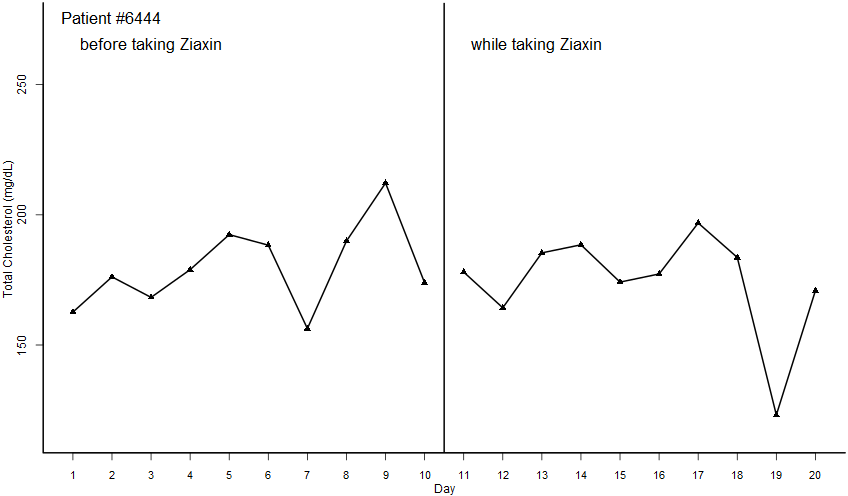 Patient #6444
before taking Ziaxin
while taking Ziaxin
Total Cholesterol (mg/dL)
250
200
150
1 2 3 4 5 6 7 8 9 10 11 12 13 14 15 16 17 18 19 20
Day